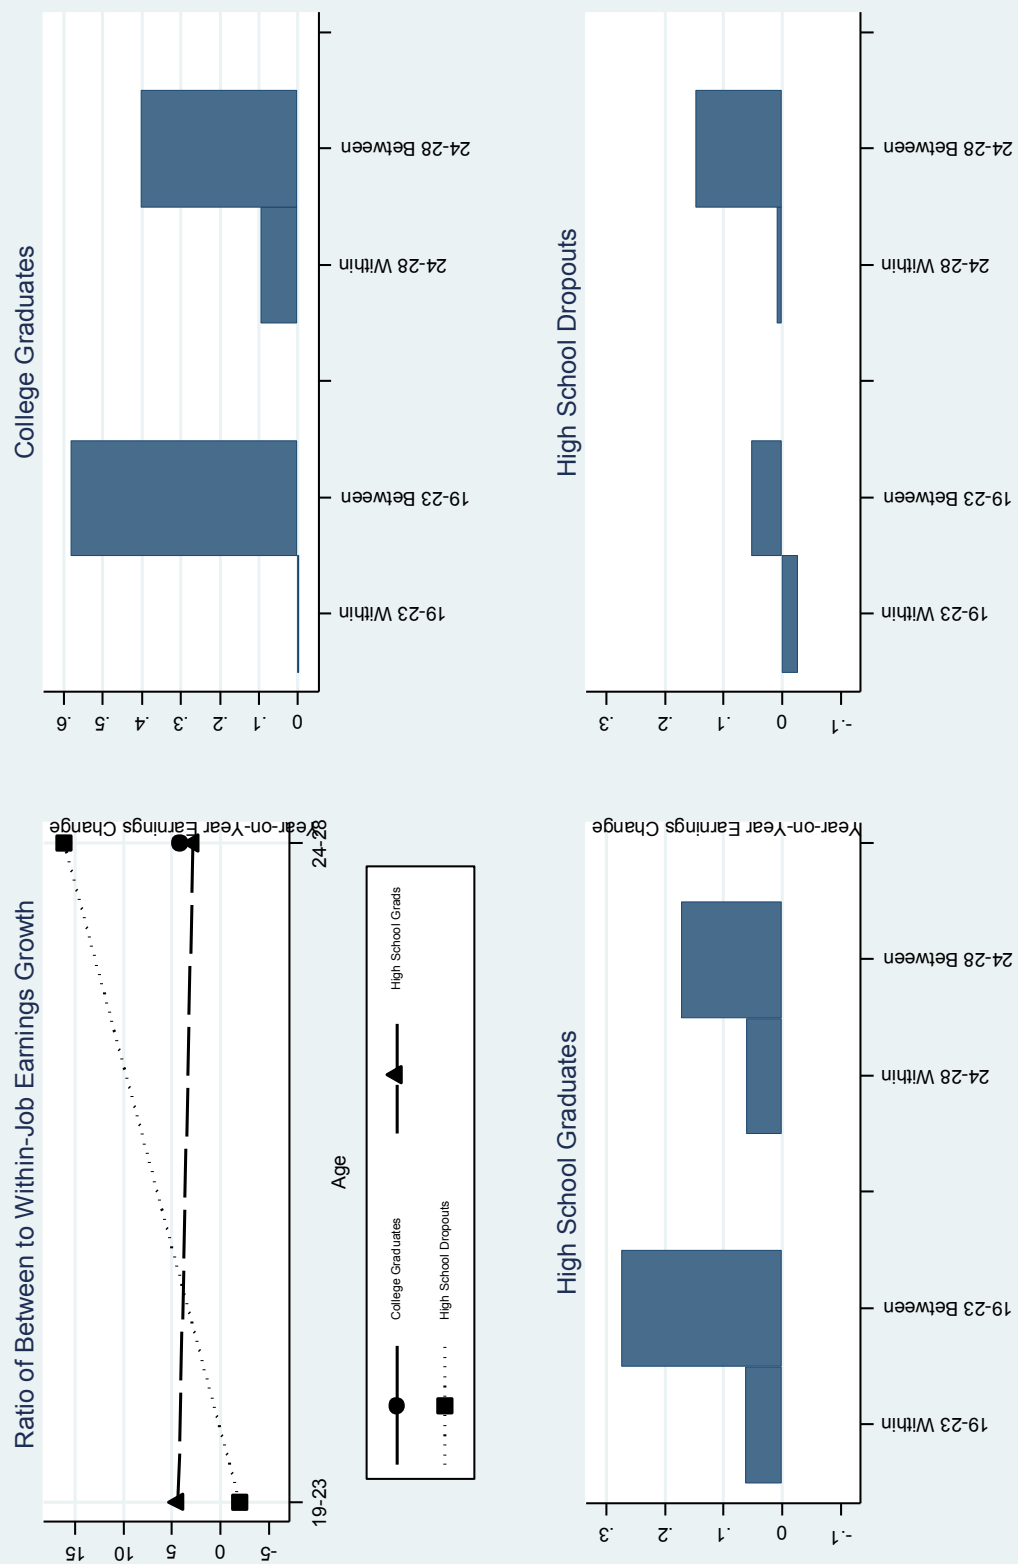 Ratio of Between to Within-Job Earnings Growth
15
10
5
0
-5
19-23
24-28
Age
College Graduates
High School Grads
High School Dropouts
College Graduates
Year-on-Year Earnings Change
.6
.5
.4
.3
.2
.1
0
19-23 Within
19-23 Between
24-28 Within
24-28 Between
High School Graduates
.3
.2
.1
0
-.1
19-23 Within
19-23 Between
24-28 Within
24-28 Between
High School Dropouts
Year-on-Year Earnings Change
.3
.2
.1
0
-.1
19-23 Within
19-23 Between
24-28 Within
24-28 Between